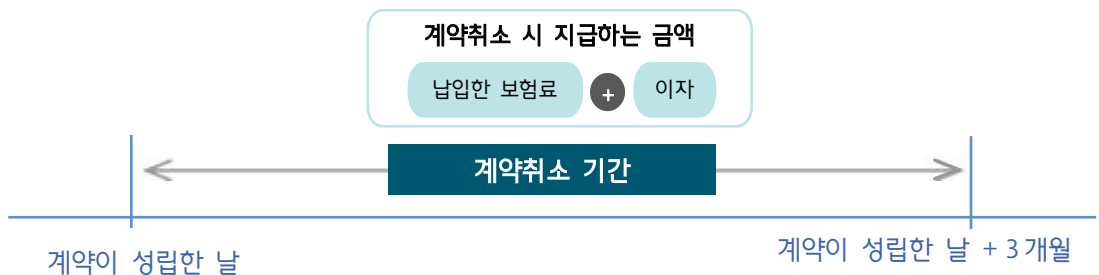 계약취소 시 지급하는 금액
납입한 보험료 + 이자
계약취소 기간
계약이 성립한 날
계약이 성립한 날 + 3개월